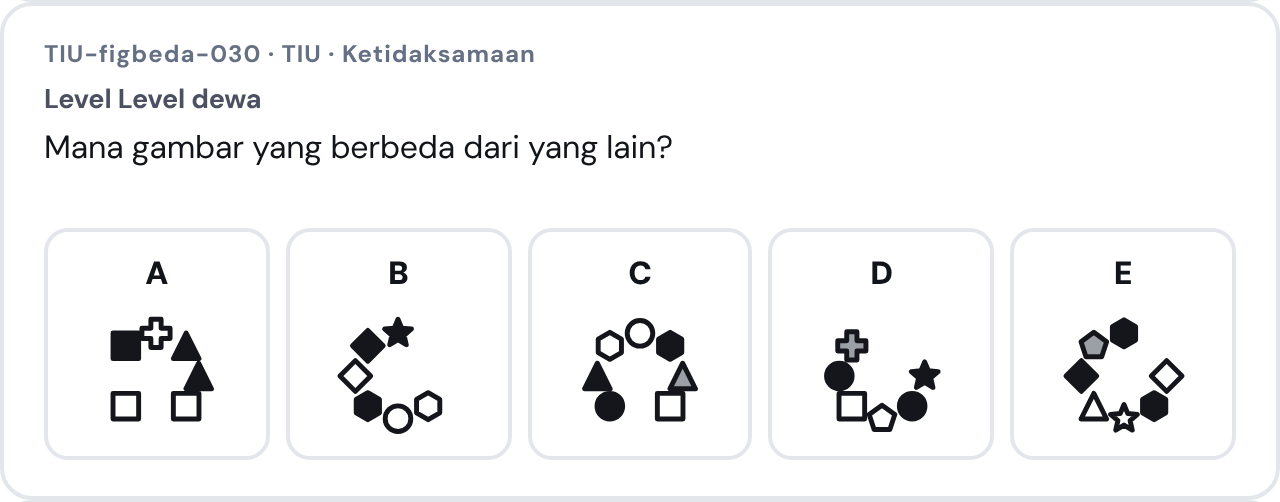 TIU-figbeda-030 · TIU · Ketidaksamaan
Level Level dewa
Mana gambar yang berbeda dari yang lain?
A B C D E